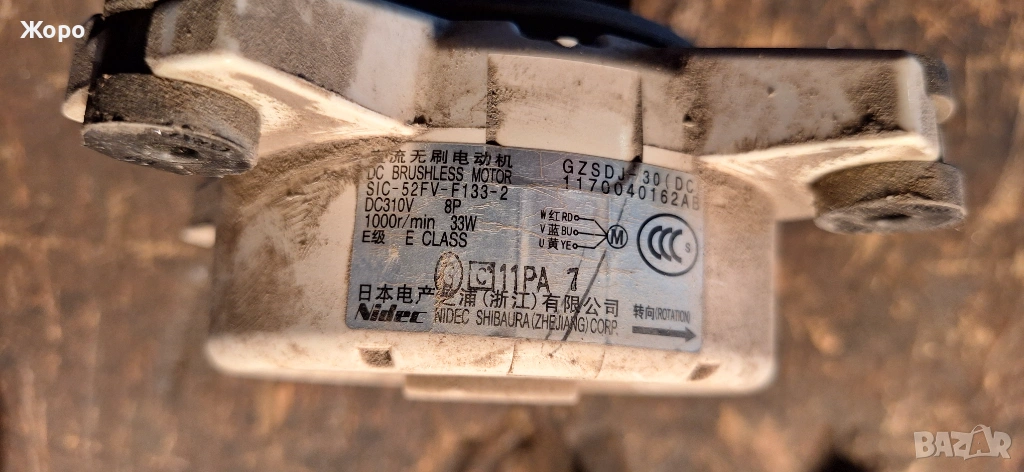 Жоро
流无刷电动机
DC BRUSHLESS MOTOR
SIC-52FV-F133-2
DC310V 8P
1000r/min 33W
E级 E CLASS
GZSDJ-30(DC
1170040162AB
W红RD
V蓝BU
U黄YE
M
CCC S
C 11PA 7
日本电产芝浦(浙江)有限公司
Nidec NIDEC SHIBAURA(ZHEJIANG)CORP
转向(ROTATION)
BAZAR